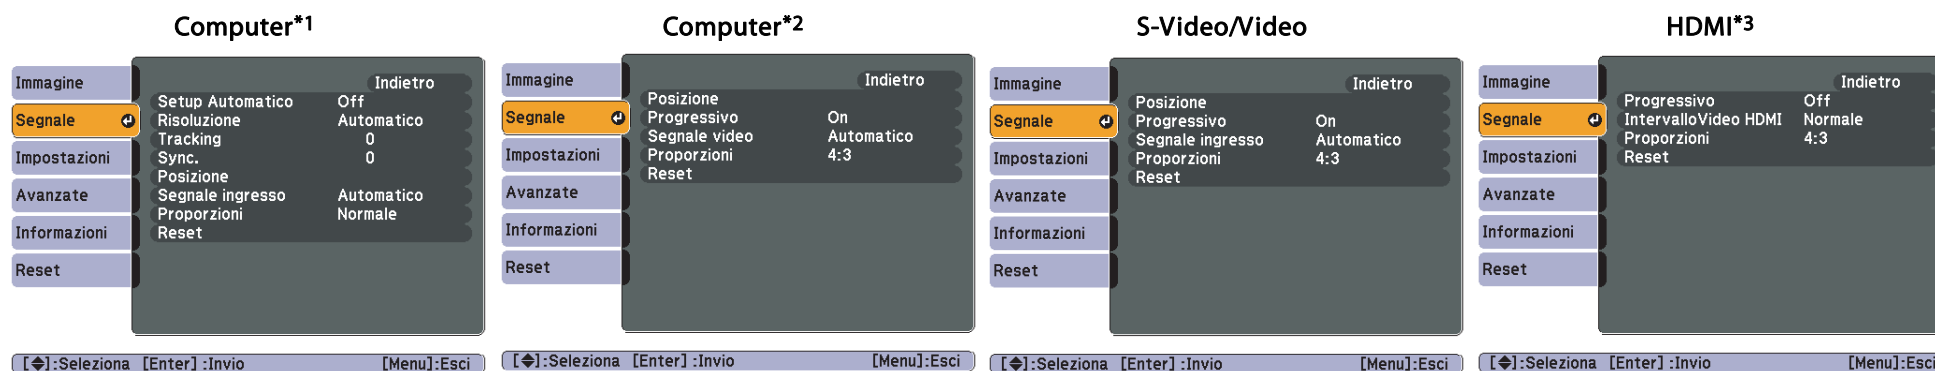 Computer*1
Immagine
Segnale
Impostazioni
Avanzate
Informazioni
Reset
Indietro
Setup Automatico Off
Risoluzione Automatico
Tracking 0
Sync. 0
Posizione
Segnale ingresso Automatico
Proporzioni Normale
Reset
[◆]:Seleziona [Enter] :Invio [Menu]:Esci
Computer*2
Immagine
Segnale
Impostazioni
Avanzate
Informazioni
Reset
Indietro
Posizione
Progressivo On
Segnale video Automatico
Proporzioni 4:3
Reset
[◆]:Seleziona [Enter] :Invio [Menu]:Esci
S-Video/Video
Immagine
Segnale
Impostazioni
Avanzate
Informazioni
Reset
Indietro
Posizione
Progressivo On
Segnale ingresso Automatico
Proporzioni 4:3
Reset
[◆]:Seleziona [Enter] :Invio [Menu]:Esci
HDMI*3
Immagine
Segnale
Impostazioni
Avanzate
Informazioni
Reset
Indietro
Progressivo Off
IntervalloVideo HDMI Normale
Proporzioni 4:3
Reset
[◆]:Seleziona [Enter] :Invio [Menu]:Esci